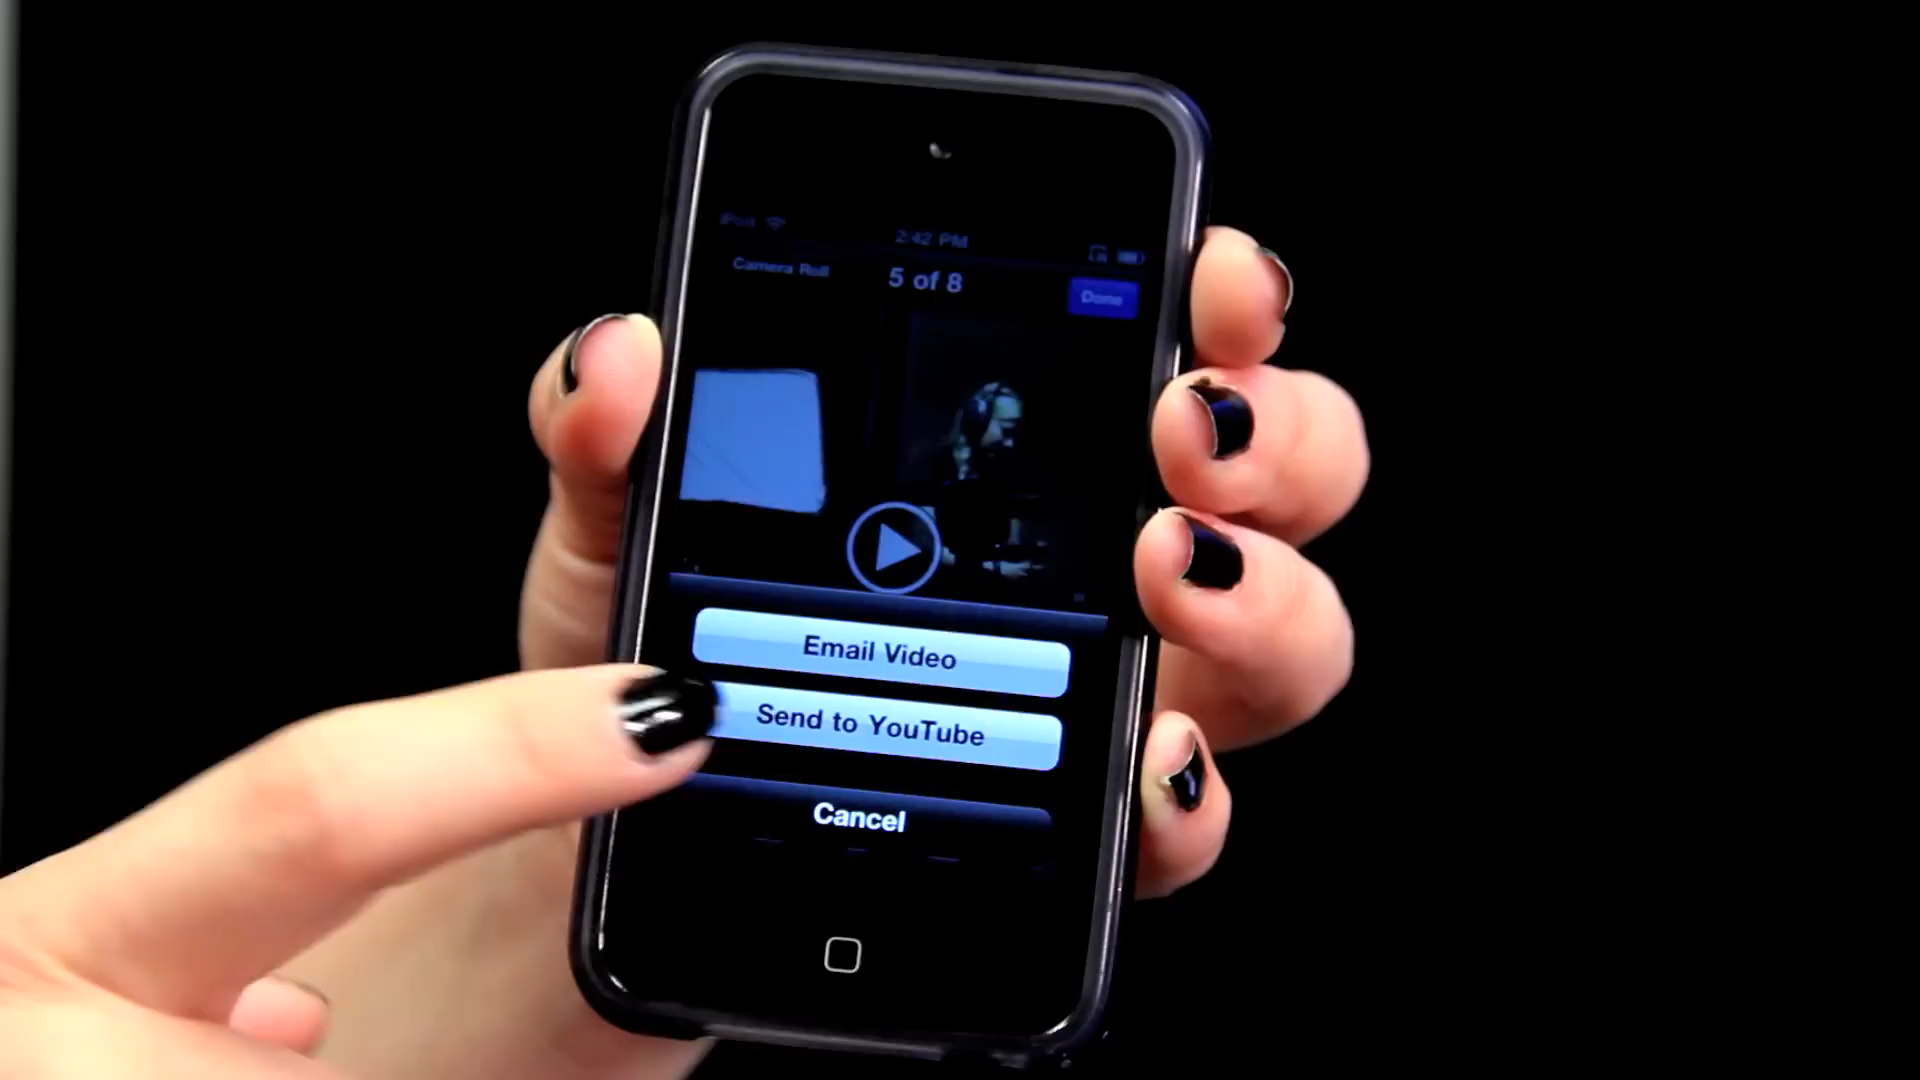 iPod
2:42 PM
Camera Roll
5 of 8
Done
Email Video
Send to YouTube
Cancel